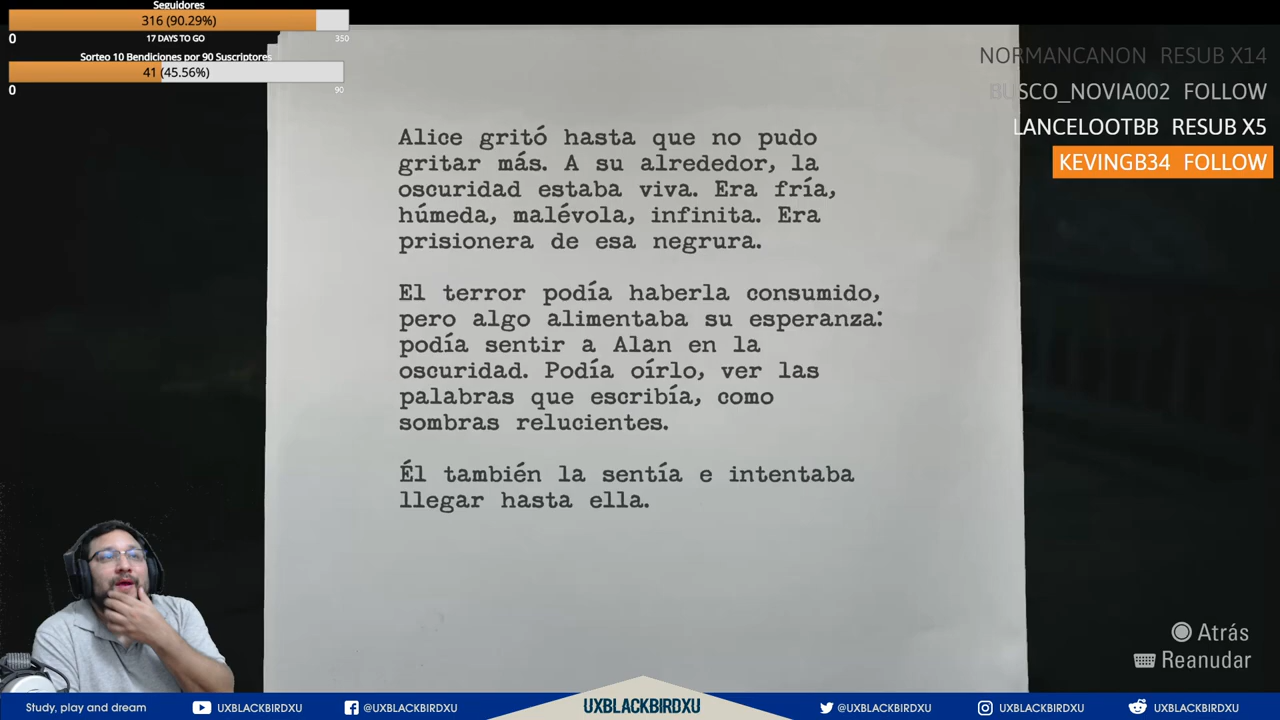 Seguidores
316 (90.29%)
0 17 DAYS TO GO 350
Sorteo 10 Bendiciones por 90 Suscriptores
41 (45.56%)
0 90
NORMANCANON RESUB X14
BUSCO_NOVIA002 FOLLOW
LANCELOOTBB RESUB X5
KEVINGB34 FOLLOW
Alice gritó hasta que no pudo
gritar más. A su alrededor, la
oscuridad estaba viva. Era fría,
húmeda, malévola, infinita. Era
prisionera de esa negrura.
El terror podía haberla consumido,
pero algo alimentaba su esperanza:
podía sentir a Alan en la
oscuridad. Podía oírlo, ver las
palabras que escribía, como
sombras relucientes.
Él también la sentía e intentaba
llegar hasta ella.
Atrás
Reanudar
Study, play and dream UXBLACKBIRDXU @UXBLACKBIRDXU UXBLACKBIRDXU @UXBLACKBIRDXU UXBLACKBIRDXU UXBLACKBIRDXU